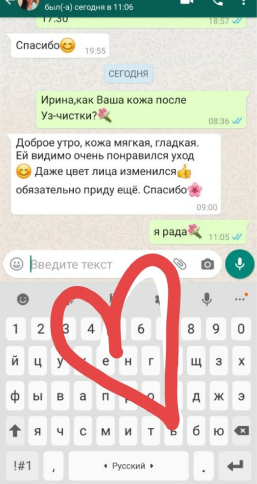 был(-а) сегодня в 11:06
17.30
18:57
Спасибо😊
19:55
СЕГОДНЯ
Ирина,как Ваша кожа после
Уз-чистки?💐
08:36
Доброе утро, кожа мягкая, гладкая.
Ей видимо очень понравился уход
😊 Даже цвет лица изменился👍
обязательно приду ещё. Спасибо🌸
09:00
я рада💐
11:05
Введите текст
1 2 3 4 6 8 9 0
й ц у к е н г щ з х
ф ы в а п р о д ж э
я ч с м и т ь б ю
!#1 , Русский .